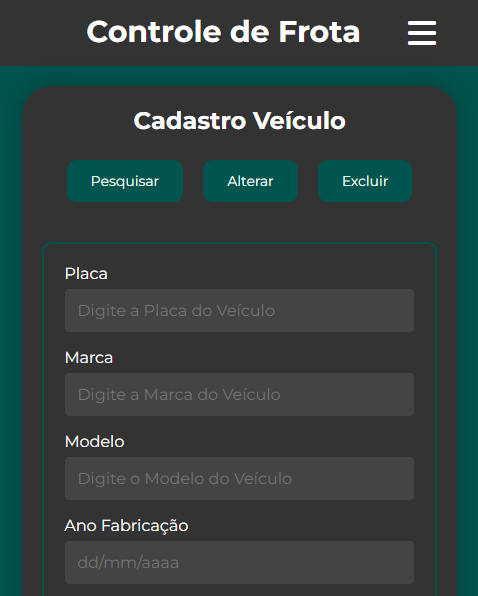 Controle de Frota
Cadastro Veículo
Pesquisar Alterar Excluir
Placa
Digite a Placa do Veículo
Marca
Digite a Marca do Veículo
Modelo
Digite o Modelo do Veículo
Ano Fabricação
dd/mm/aaaa